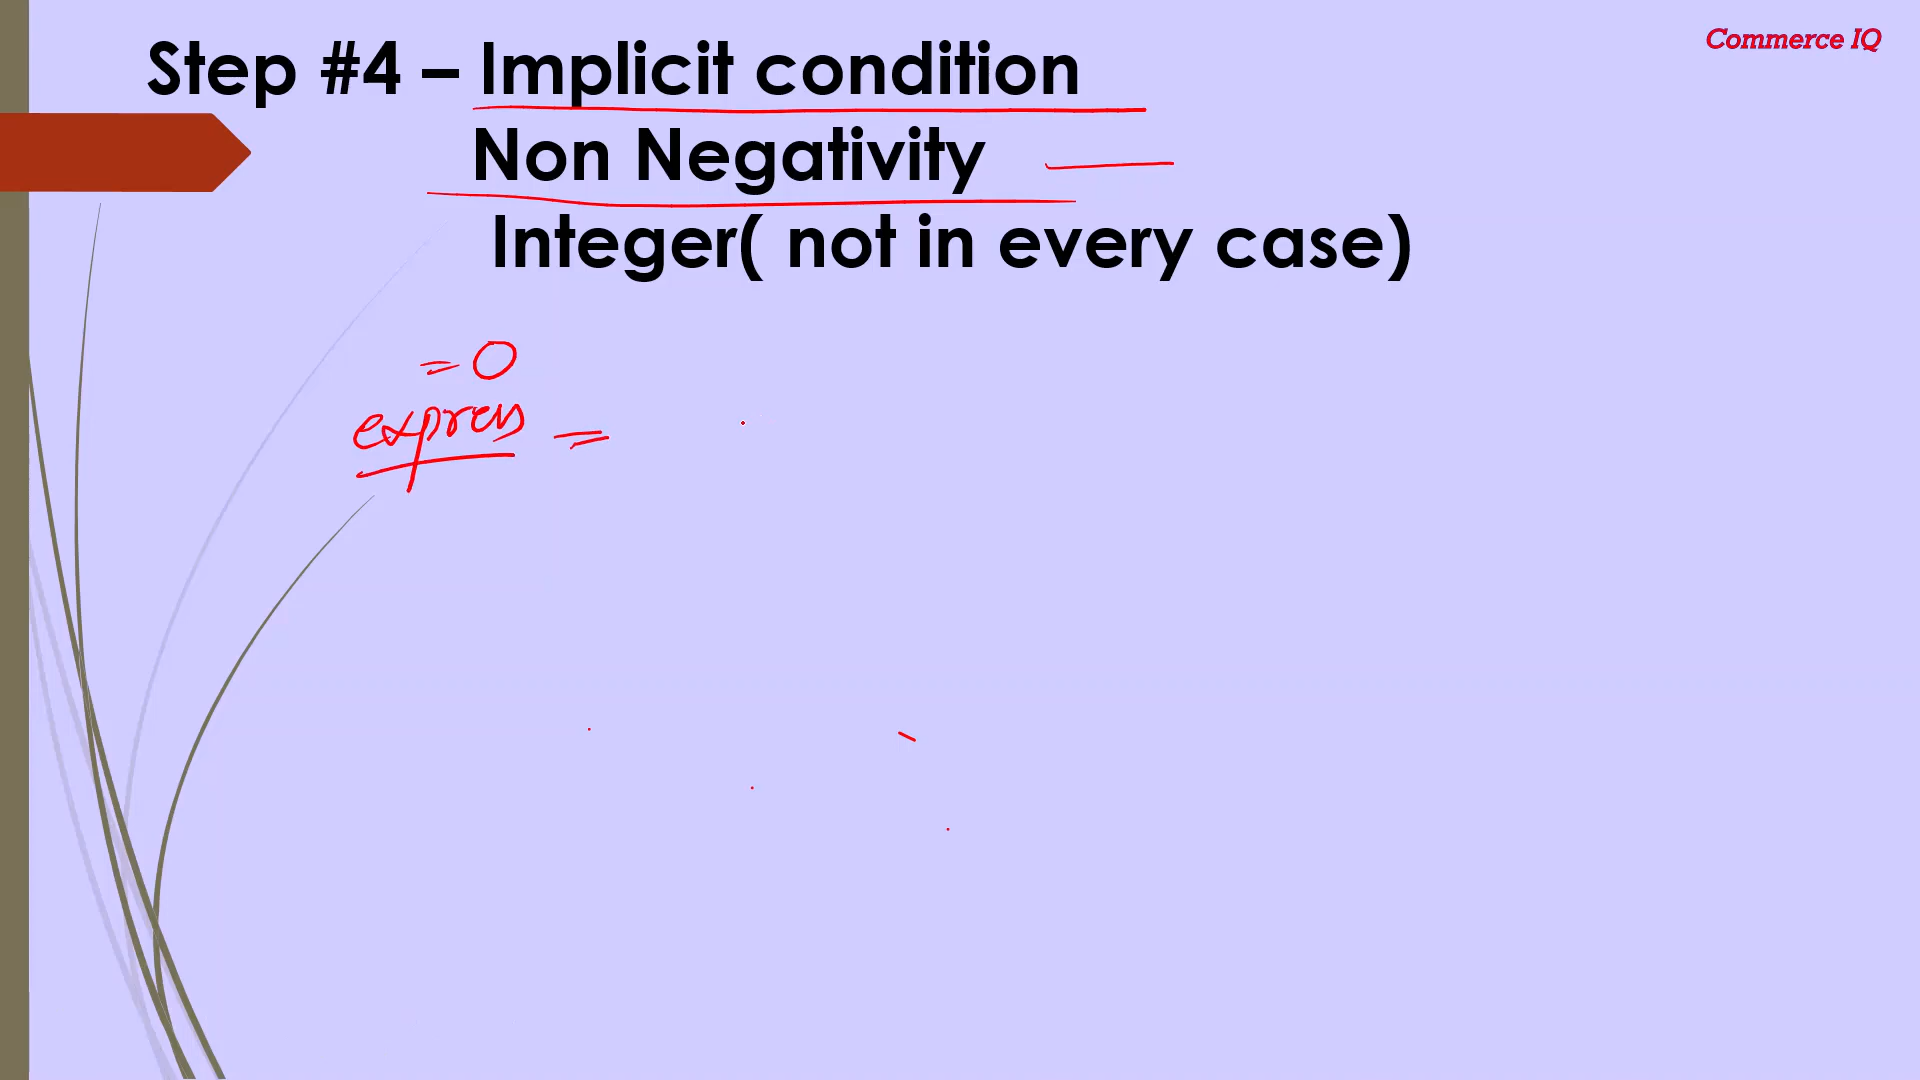 Commerce IQ
Step #4 – Implicit condition
Non Negativity
Integer( not in every case)
= 0
express =